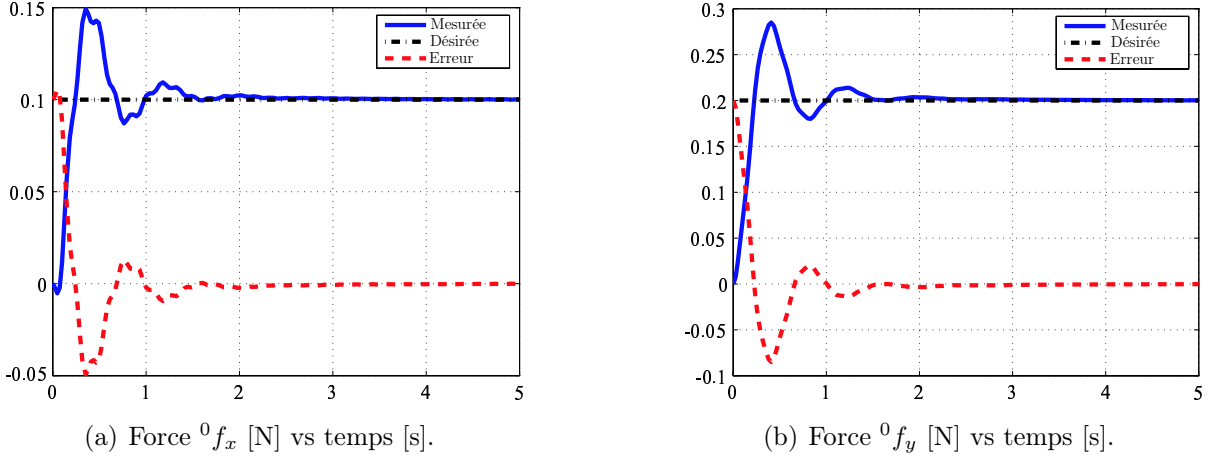 0.15
0.1
0.05
0
-0.05
0 1 2 3 4 5
Mesurée
Désirée
Erreur
(a) Force ⁰fₓ [N] vs temps [s].
0.3
0.25
0.2
0.15
0.1
0.05
0
-0.05
-0.1
0 1 2 3 4 5
Mesurée
Désirée
Erreur
(b) Force ⁰f_y [N] vs temps [s].